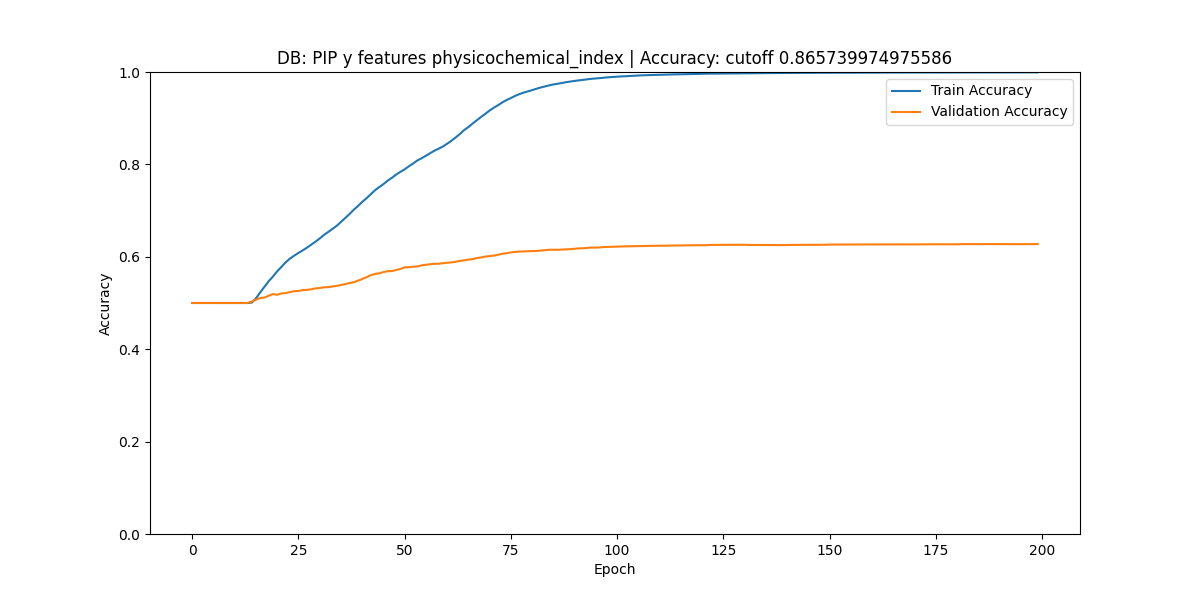 DB: PIP y features physicochemical_index | Accuracy: cutoff 0.865739974975586
Train Accuracy
Validation Accuracy
1.0
0.8
0.6
0.4
0.2
0.0
Accuracy
0 25 50 75 100 125 150 175 200
Epoch